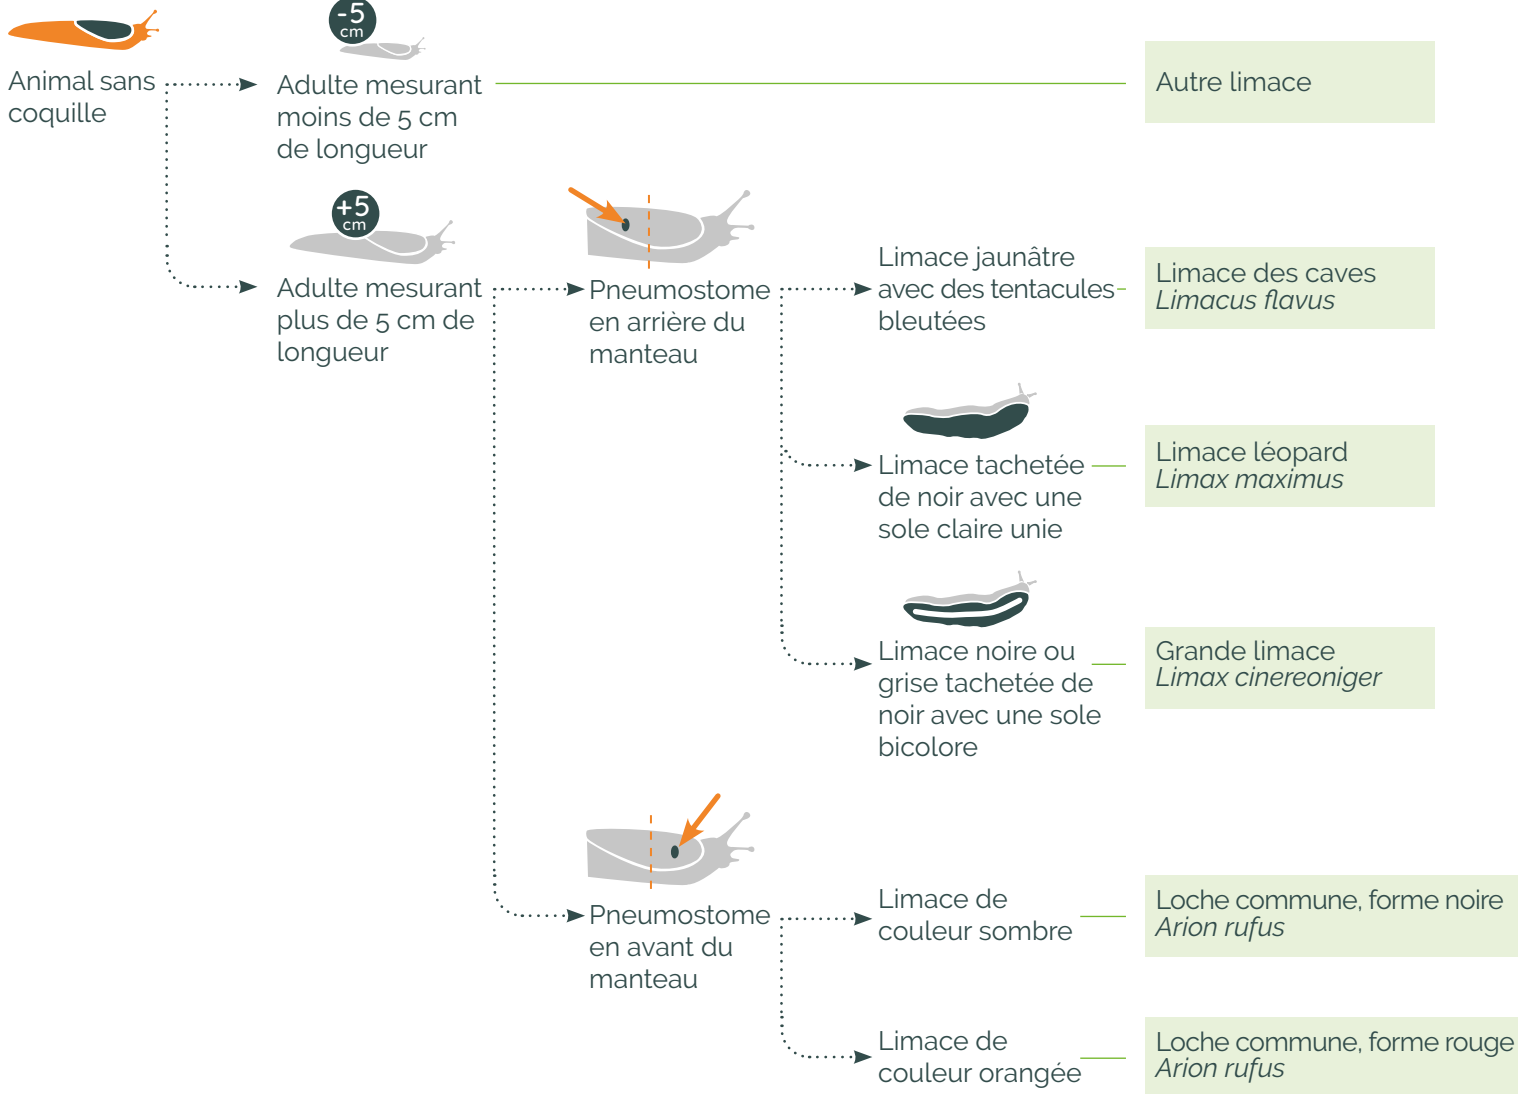 -5
cm
Animal sans
coquille
Adulte mesurant
moins de 5 cm
de longueur
Autre limace
+5
cm
Adulte mesurant
plus de 5 cm de
longueur
Pneumostome
en arrière du
manteau
Limace jaunâtre
avec des tentacules
bleutées
Limace des caves
Limacus flavus
Limace tachetée
de noir avec une
sole claire unie
Limace léopard
Limax maximus
Limace noire ou
grise tachetée de
noir avec une sole
bicolore
Grande limace
Limax cinereoniger
Pneumostome
en avant du
manteau
Limace de
couleur sombre
Loche commune, forme noire
Arion rufus
Limace de
couleur orangée
Loche commune, forme rouge
Arion rufus